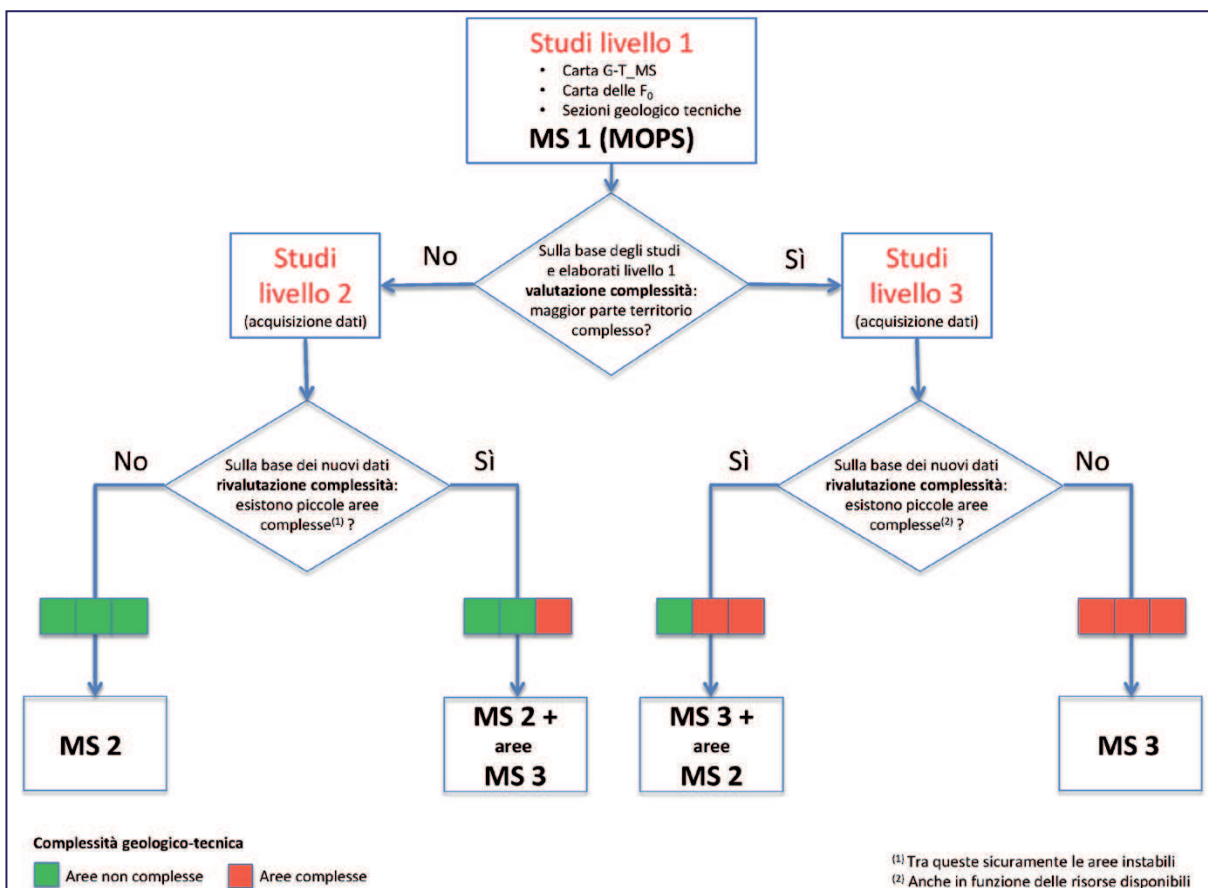 Studi livello 1
• Carta G-T_MS
• Carta delle F₀
• Sezioni geologico tecniche
MS 1 (MOPS)
No
Sì
Studi
livello 2
(acquisizione dati)
Sulla base degli studi
e elaborati livello 1
valutazione complessità:
maggior parte territorio
complesso?
Studi
livello 3
(acquisizione dati)
No
Sì
Sulla base dei nuovi dati
rivalutazione complessità:
esistono piccole aree
complesse⁽¹⁾ ?
Sì
No
Sulla base dei nuovi dati
rivalutazione complessità:
esistono piccole aree
complesse⁽²⁾ ?
MS 2
MS 2 +
aree
MS 3
MS 3 +
aree
MS 2
MS 3
Complessità geologico-tecnica
Aree non complesse
Aree complesse
⁽¹⁾ Tra queste sicuramente le aree instabili
⁽²⁾ Anche in funzione delle risorse disponibili